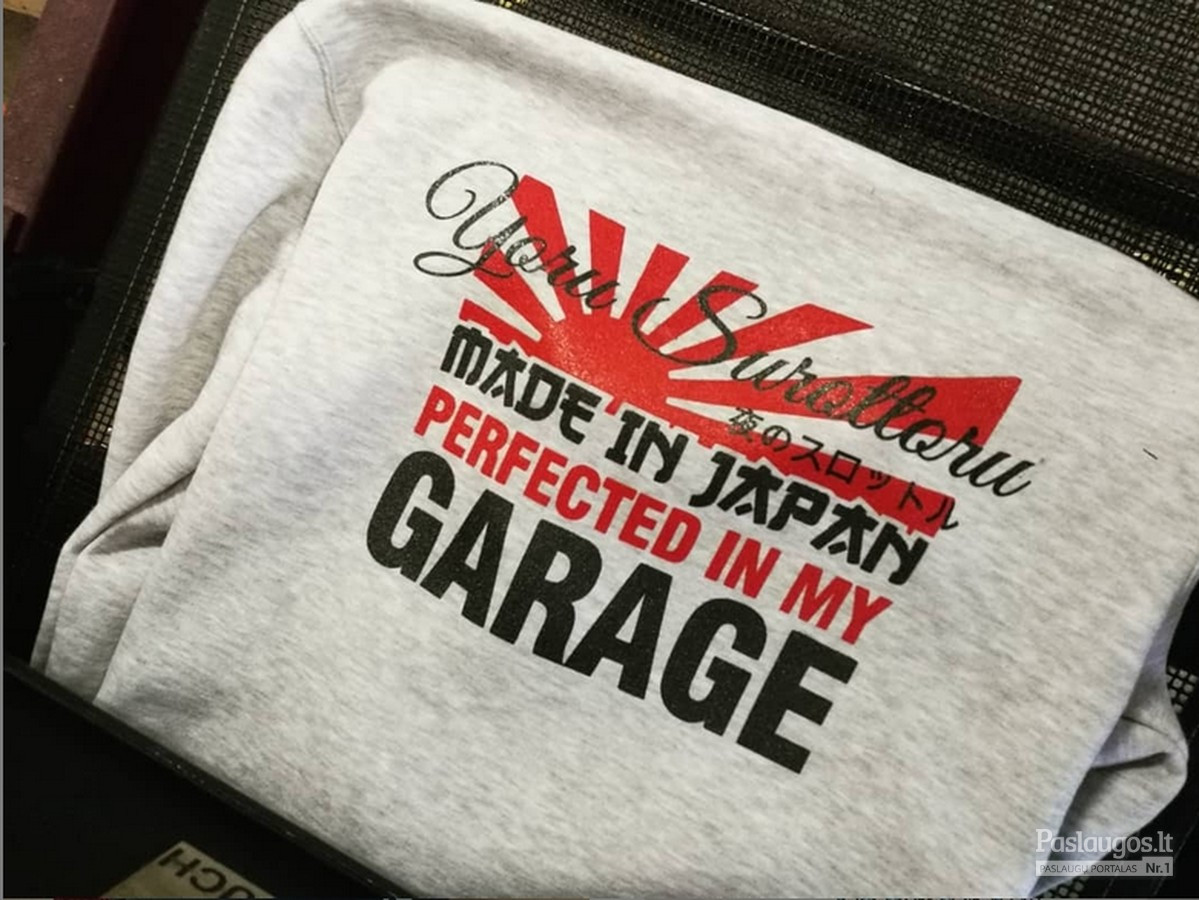 Yoru Surottoru
夜のスロットル
MADE IN JAPAN
PERFECTED IN MY
GARAGE
Paslaugos.lt
PASLAUGŲ PORTALAS Nr.1